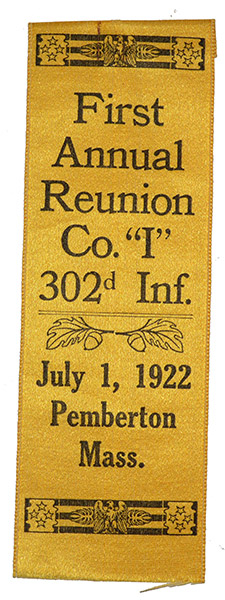 First
Annual
Reunion
Co. "I"
302d Inf.
July 1, 1922
Pemberton
Mass.